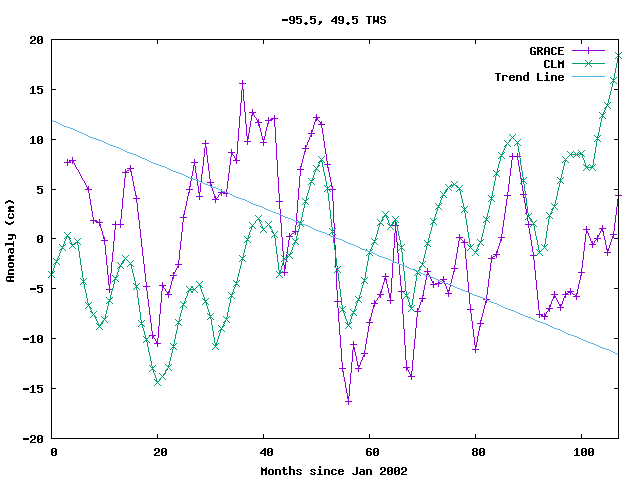 -95.5, 49.5 TWS
20
15
10
5
0
-5
-10
-15
-20
Anomaly (cm)
GRACE
CLM
Trend Line
0 20 40 60 80 100
Months since Jan 2002